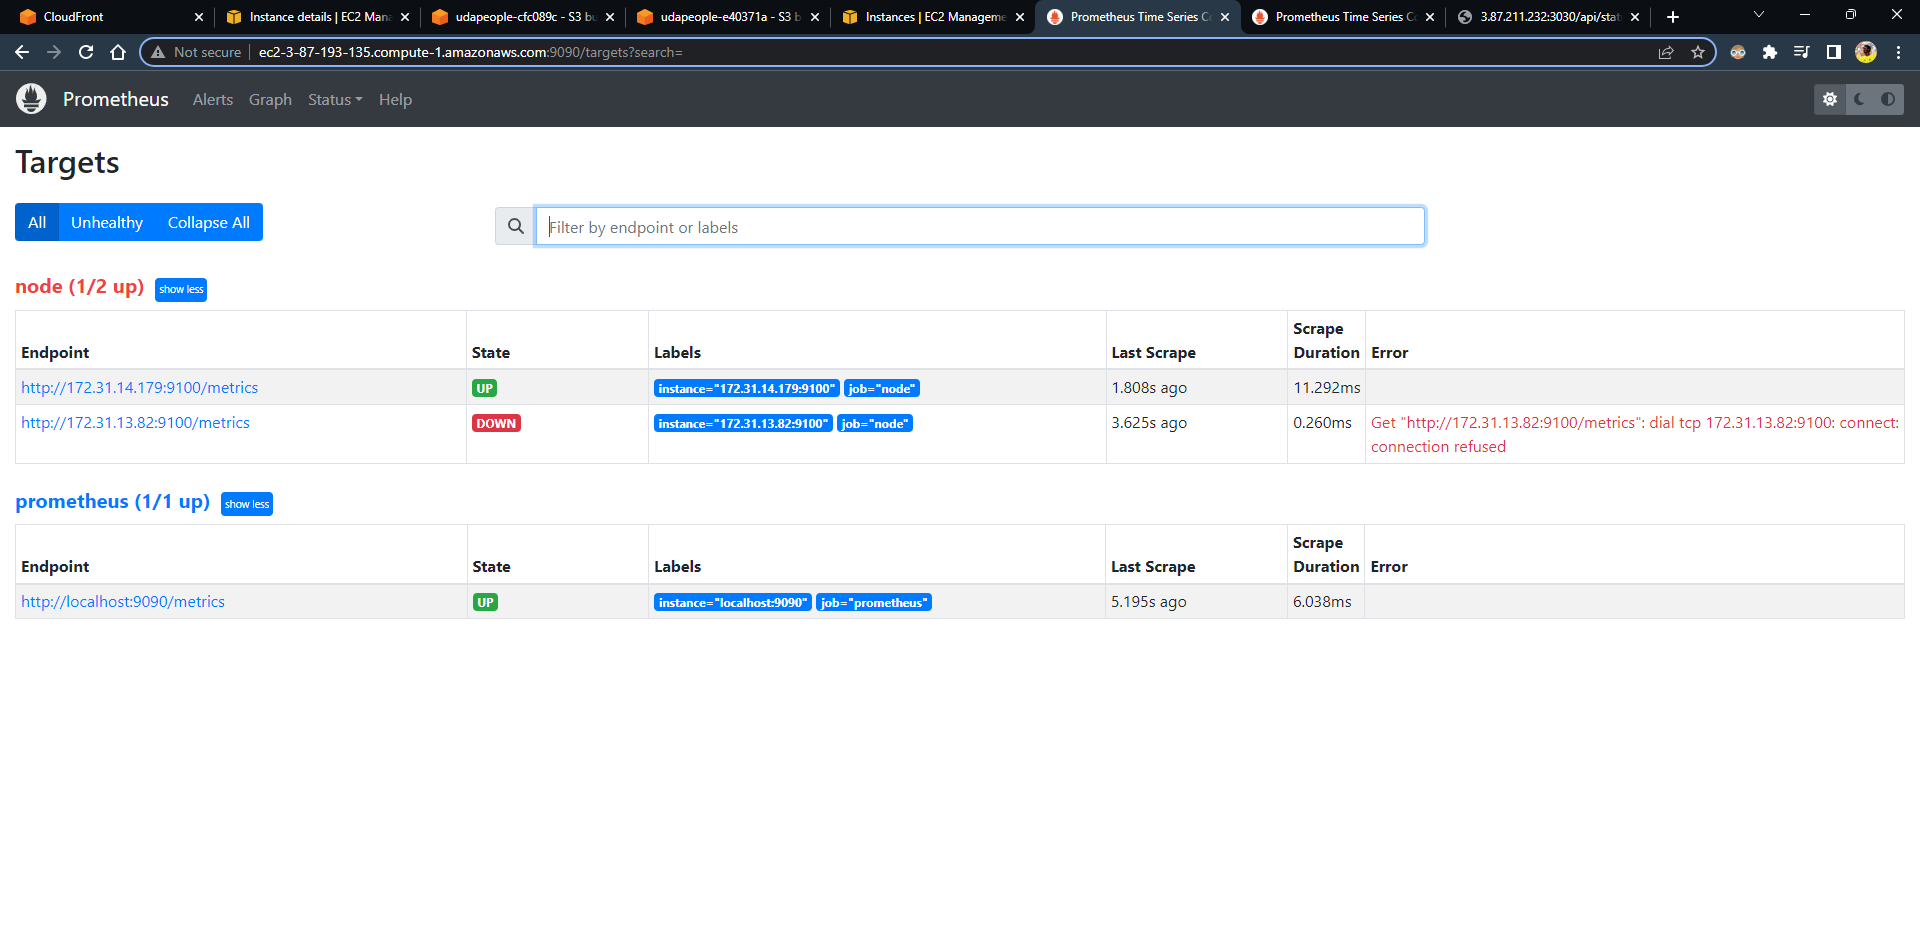 CloudFront
Instance details | EC2 Mana
udapeople-cfc089c - S3 bu
udapeople-e40371a - S3 b
Instances | EC2 Manageme
Prometheus Time Series Co
Prometheus Time Series Co
3.87.211.232:3030/api/stat
Not secure
ec2-3-87-193-135.compute-1.amazonaws.com:9090/targets?search=
Prometheus Alerts Graph Status Help
Targets
All Unhealthy Collapse All
Filter by endpoint or labels
node (1/2 up) show less
Endpoint State Labels Last Scrape Scrape Duration Error
http://172.31.14.179:9100/metrics UP instance="172.31.14.179:9100" job="node" 1.808s ago 11.292ms
http://172.31.13.82:9100/metrics DOWN instance="172.31.13.82:9100" job="node" 3.625s ago 0.260ms Get "http://172.31.13.82:9100/metrics": dial tcp 172.31.13.82:9100: connect:
connection refused
prometheus (1/1 up) show less
Endpoint State Labels Last Scrape Scrape Duration Error
http://localhost:9090/metrics UP instance="localhost:9090" job="prometheus" 5.195s ago 6.038ms